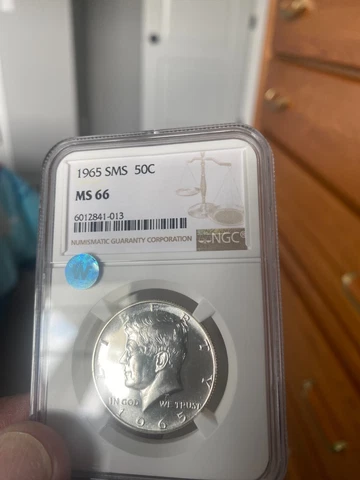 1965 SMS 50C
MS 66
6012841-013
NUMISMATIC GUARANTY CORPORATION
NGC®
W
LIBERTY
IN GOD WE TRUST
1965